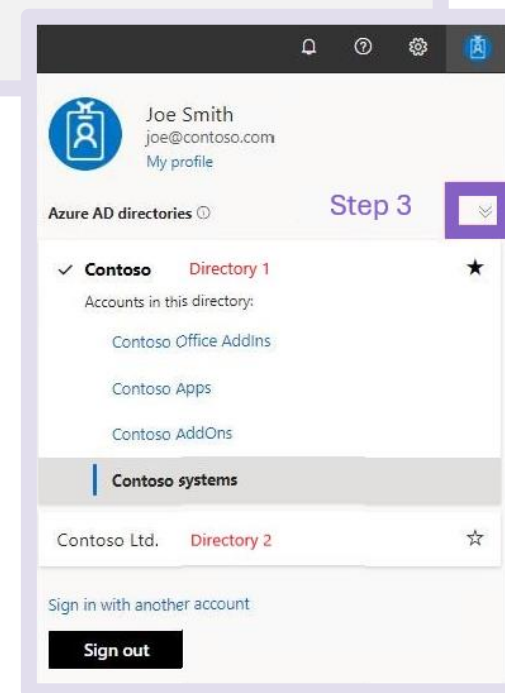 Joe Smith
joe@contoso.com
My profile
Azure AD directories
Step 3
Contoso Directory 1
Accounts in this directory:
Contoso Office AddIns
Contoso Apps
Contoso AddOns
Contoso systems
Contoso Ltd. Directory 2
Sign in with another account
Sign out